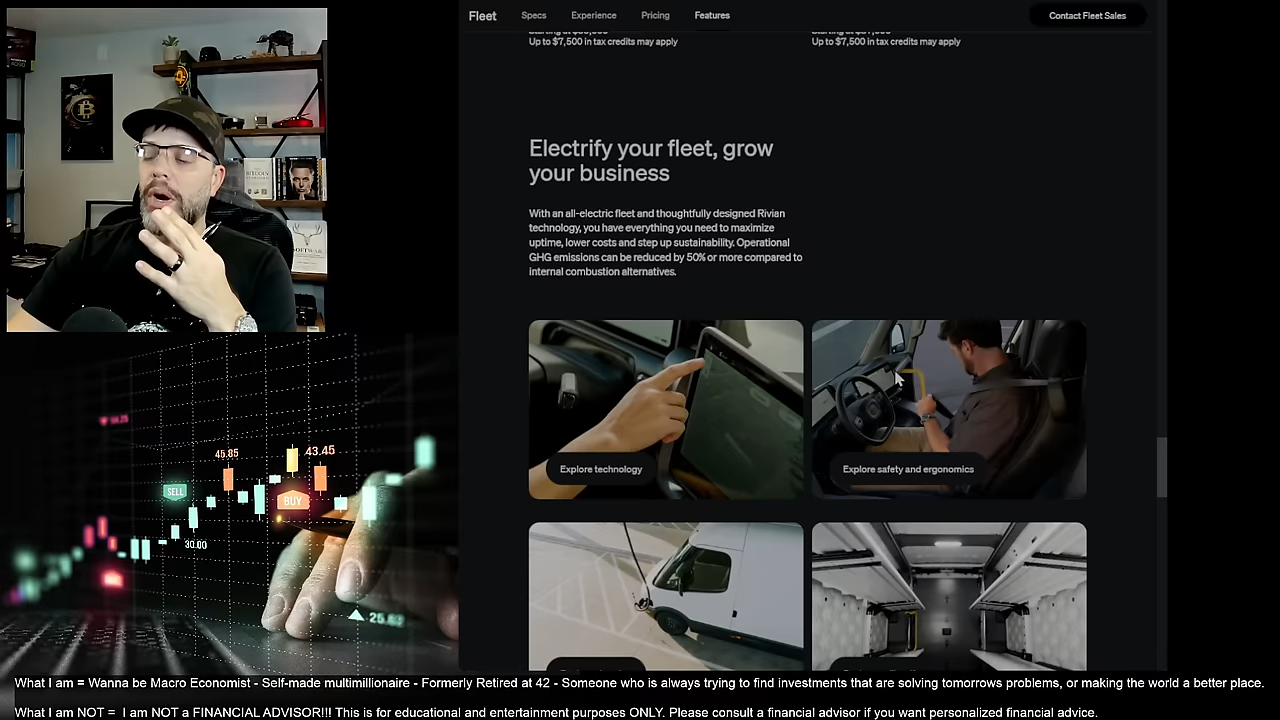 Fleet
Specs
Experience
Pricing
Features
Contact Fleet Sales
Up to $7,500 in tax credits may apply
Up to $7,500 in tax credits may apply
Electrify your fleet, grow
your business
With an all-electric fleet and thoughtfully designed Rivian
technology, you have everything you need to maximize
uptime, lower costs and step up sustainability. Operational
GHG emissions can be reduced by 50% or more compared to
internal combustion alternatives.
Explore technology
Explore safety and ergonomics
BITCOIN
45.85
43.45
SELL
BUY
30.00
25.62
What I am = Wanna be Macro Economist - Self-made multimillionaire - Formerly Retired at 42 - Someone who is always trying to find investments that are solving tomorrows problems, or making the world a better place.
What I am NOT = I am NOT a FINANCIAL ADVISOR!!! This is for educational and entertainment purposes ONLY. Please consult a financial advisor if you want personalized financial advice.